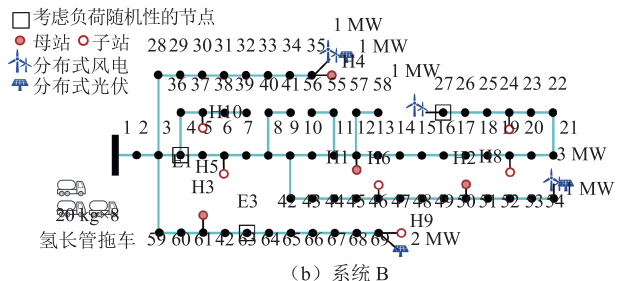 考虑负荷随机性的节点
母站 子站
分布式风电
分布式光伏
1 MW
28 29 30 31 32 33 34 35
1 MW
H4
36 37 38 39 40 41 56 55 57 58
1 MW
27 26 25 24 23 22
H10
1 2 3 4 5 6 7 8 9 10 11 12 13 14 15 16 17 18 19 20 21
E1 H5 H1 H6 H2 H8 3 MW
H3
1 MW
E3 42 43 44 45 46 47 48 49 50 51 52 53 54
20 kg 8
H9
氢长管拖车 59 60 61 42 63 64 65 66 67 68 69 2 MW
(b) 系统 B